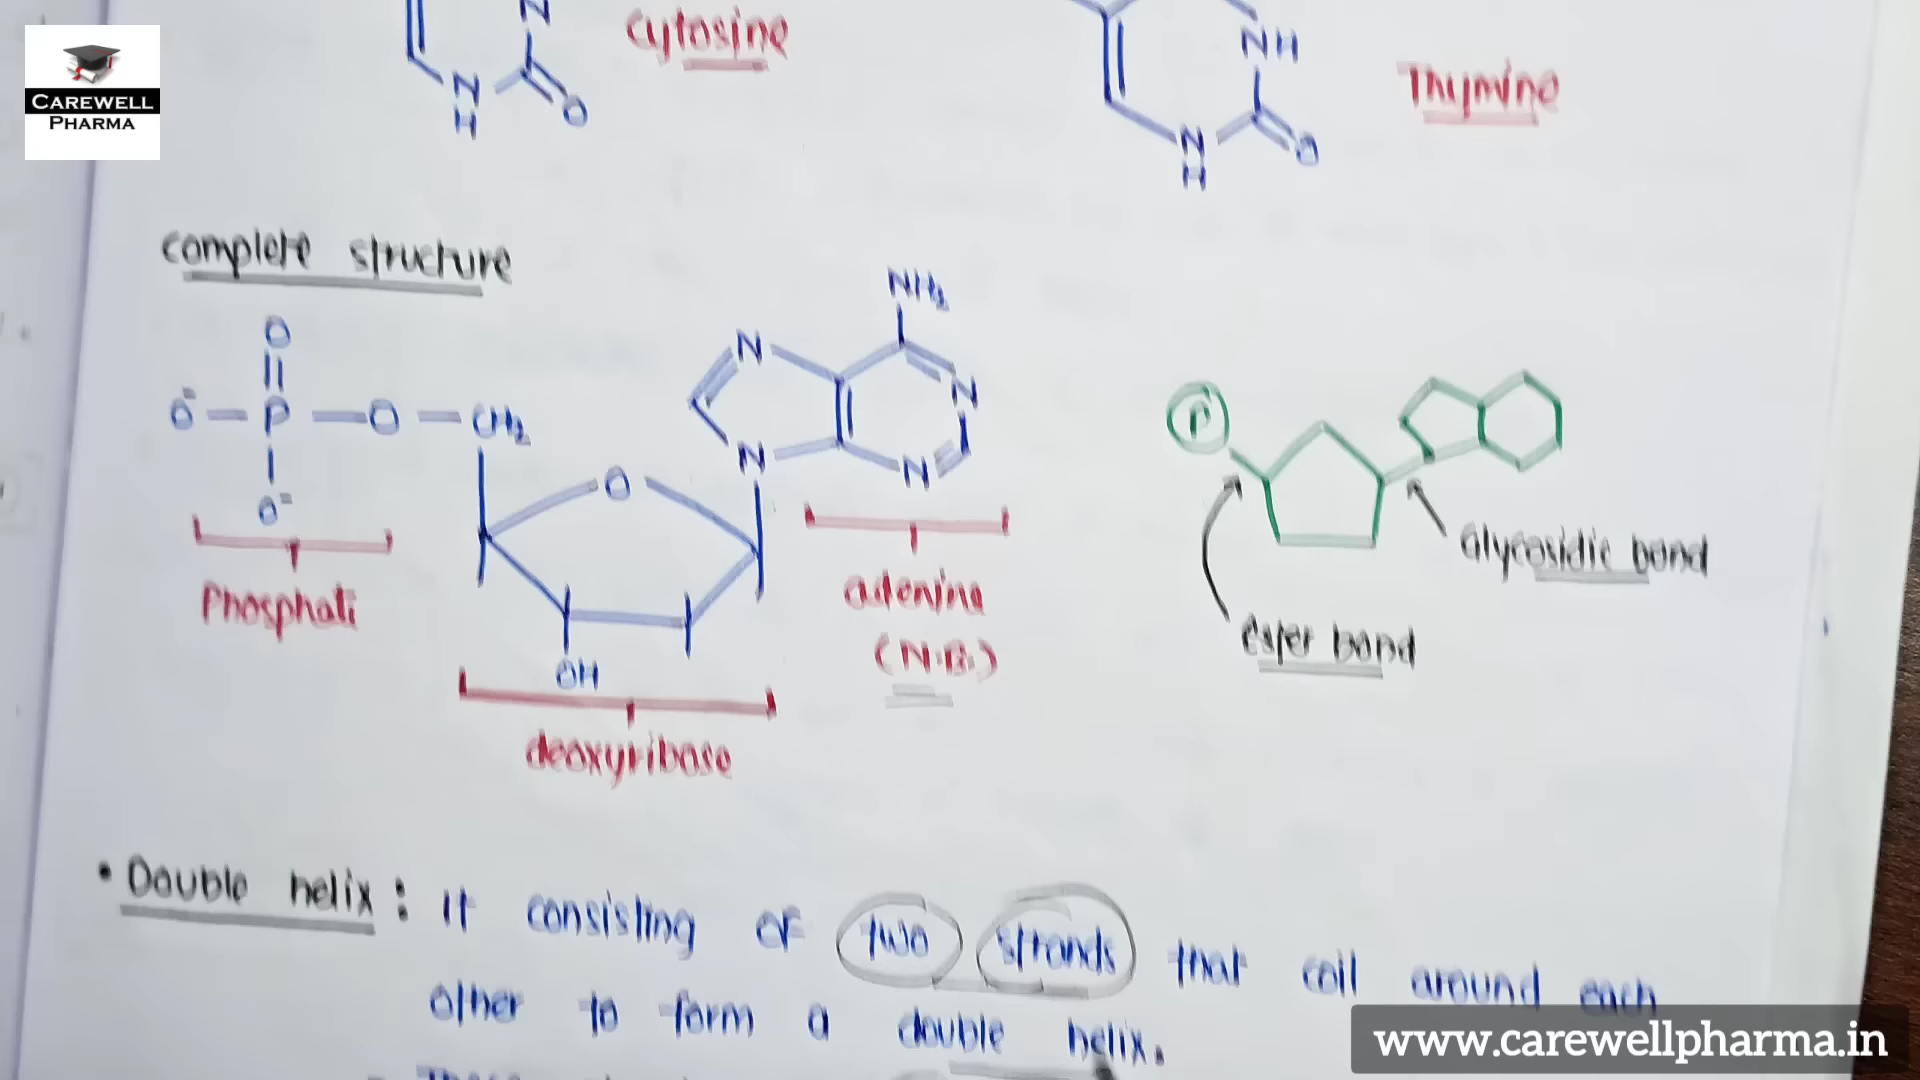 CAREWELL
PHARMA
N
cytosine
N
H
O
NH
Thymine
N
H
O
complete structure
NH2
O
N
N
O- P O CH2
N
N
O-
O
Phosphate
adenine
(N.B.)
OH
deoxyribose
P
Glycosidic bond
ester bond
• Double helix: It consisting of two strands that coil around each
other to form a double helix.
www.carewellpharma.in